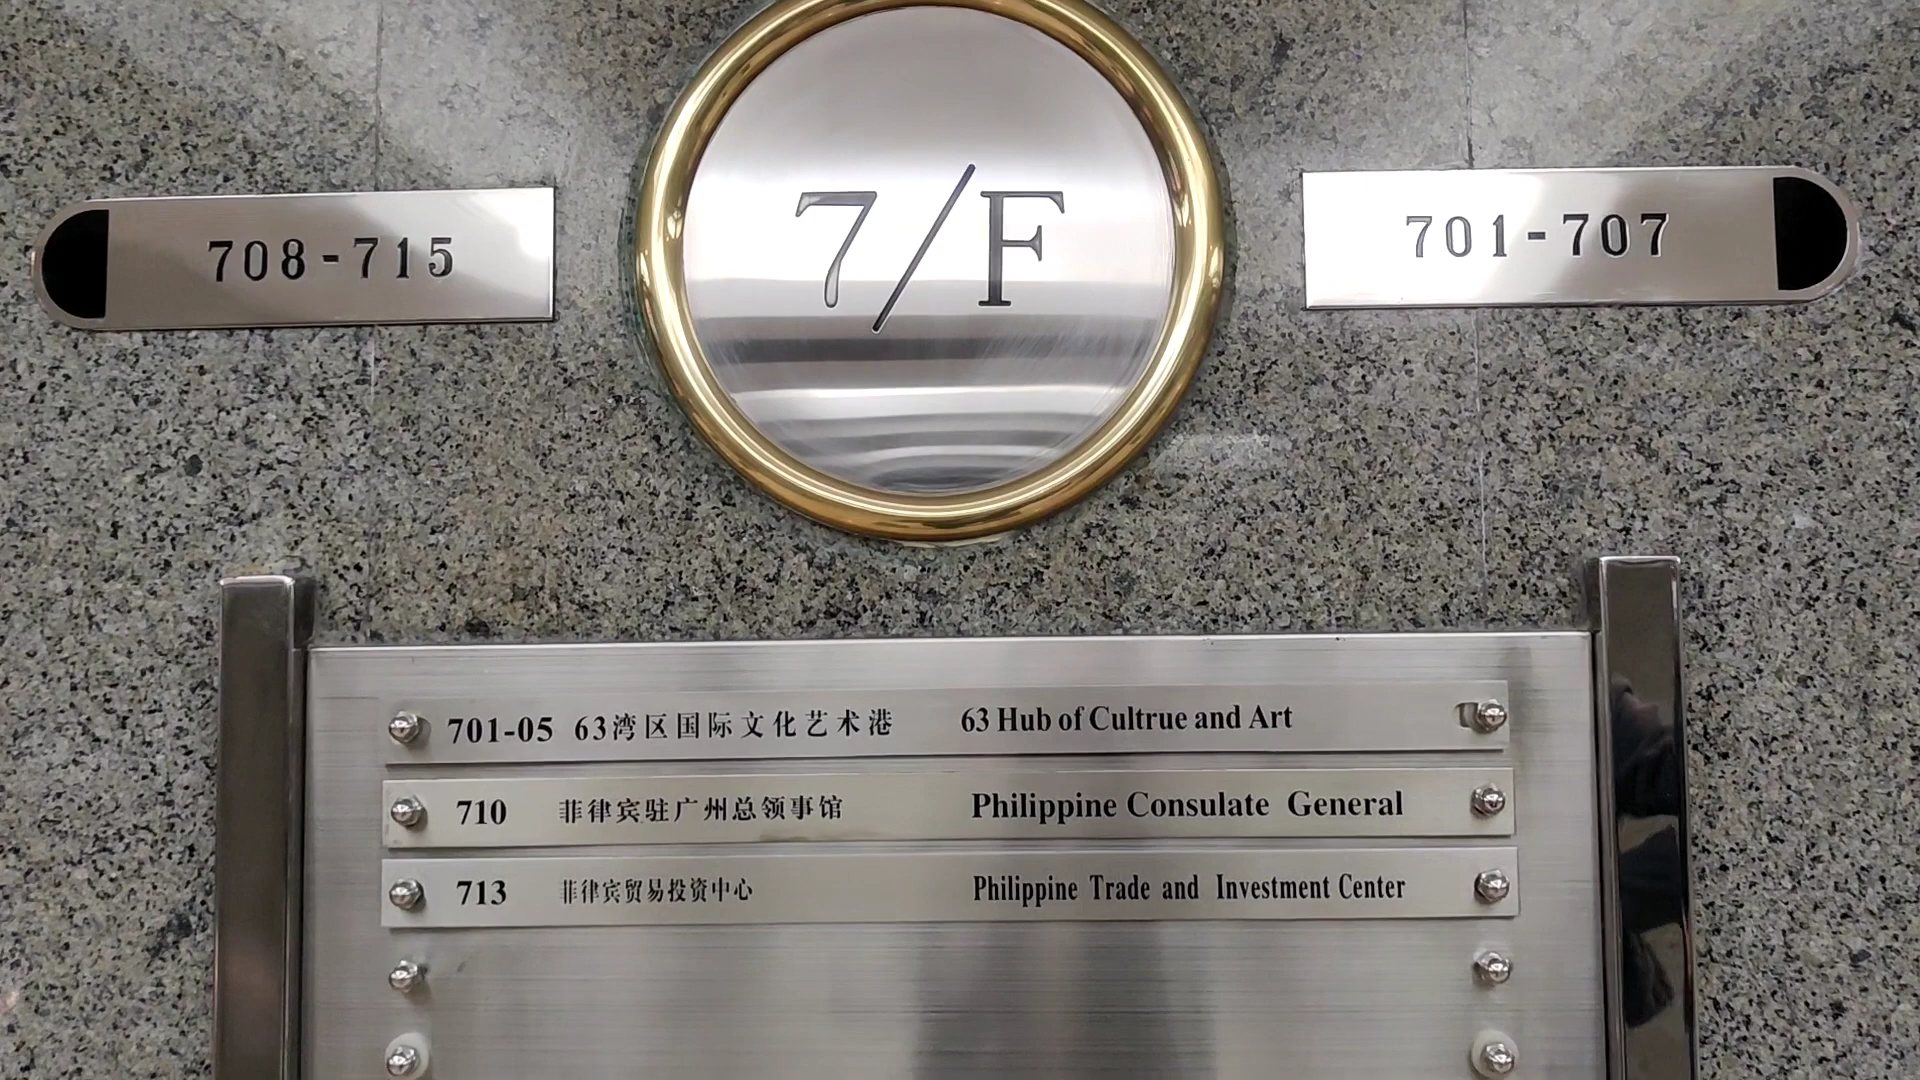 708-715
7/F
701-707
701-05 63湾区国际文化艺术港 63 Hub of Cultrue and Art
710 菲律宾驻广州总领事馆 Philippine Consulate General
713 菲律宾贸易投资中心 Philippine Trade and Investment Center